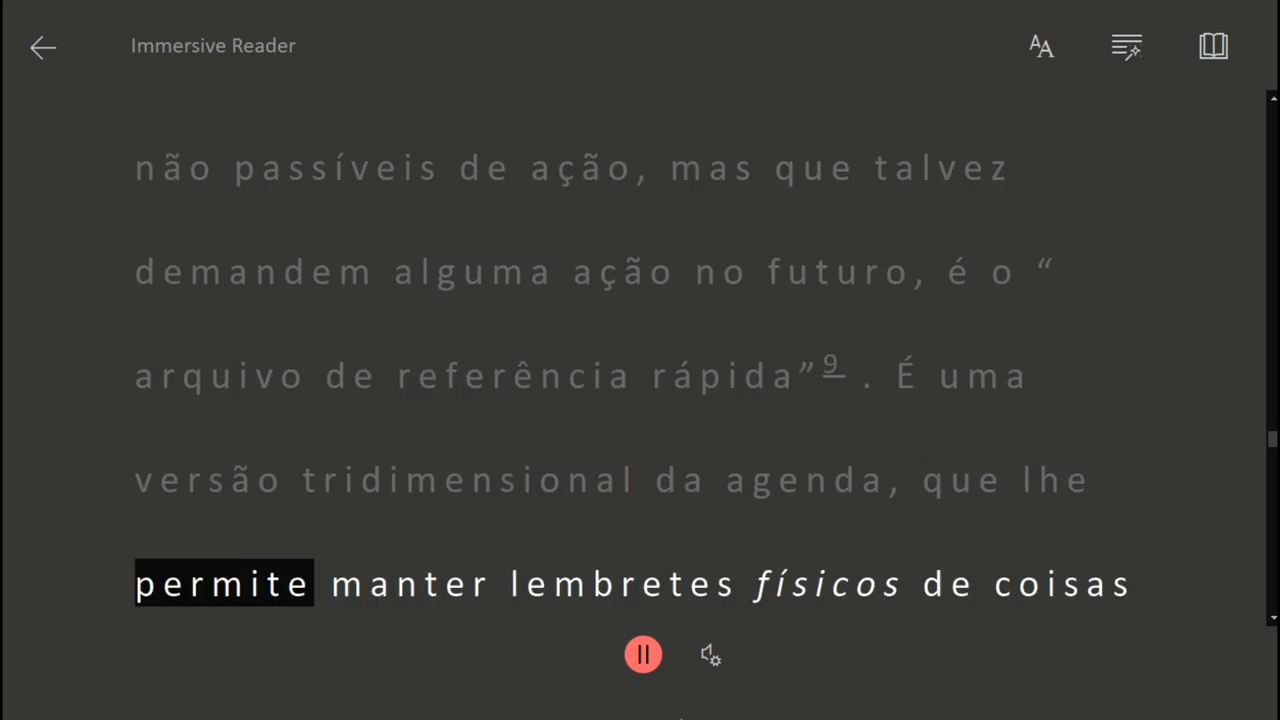 Immersive Reader
não passíveis de ação, mas que talvez
demandem alguma ação no futuro, é o “
arquivo de referência rápida”9 . É uma
versão tridimensional da agenda, que lhe
permite manter lembretes físicos de coisas